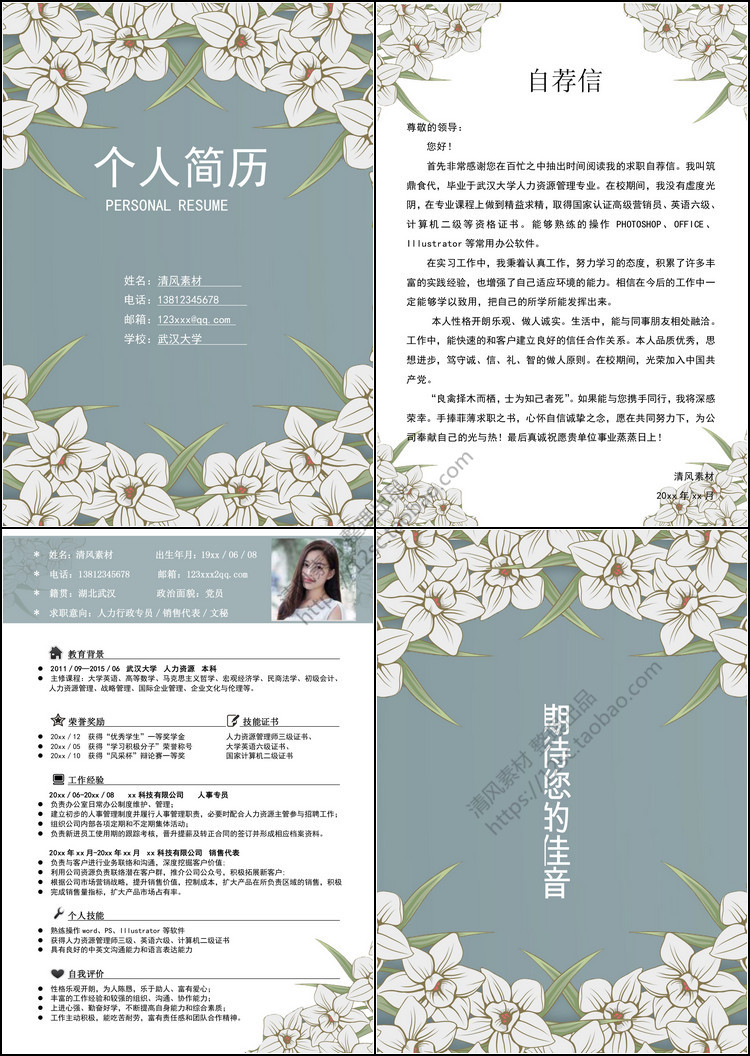 个人简历
PERSONAL RESUME
姓名：清风素材
电话：13812345678
邮箱：123xxx@qq.com
学校：武汉大学
自荐信
尊敬的领导：
您好！
首先非常感谢您在百忙之中抽出时间阅读我的求职自荐信。我叫筑
鼎食代，毕业于武汉大学人力资源管理专业。在校期间，我没有虚度光
阴，在专业课程上做到精益求精，取得国家认证高级营销员、英语六级、
计算机二级等资格证书。能够熟练的操作 PHOTOSHOP、OFFICE、
Illustrator 等常用办公软件。
在实习工作中，我秉着认真工作，努力学习的态度，积累了许多丰
富的实践经验，也增强了自己适应环境的能力。相信在今后的工作中一
定能够学以致用，把自己的所学所能发挥出来。
本人性格开朗乐观、做人诚实。生活中，能与同事朋友相处融洽。
工作中，能快速的和客户建立良好的信任合作关系。本人品质优秀，思
想进步，笃守诚、信、礼、智的做人原则。在校期间，光荣加入中国共
产党。
“良禽择木而栖，士为知己者死”。如果能与您携手同行，我将深感
荣幸。手捧菲薄求职之书，心怀自信诚挚之念，愿在共同努力下，为公
司奉献自己的光与热！最后真诚祝愿贵单位事业蒸蒸日上！
清风素材
20xx 年 xx 月
* 姓名：清风素材 出生年月：19xx / 06 / 08
* 电话：13812345678 邮箱：123xxx2qq.com
* 籍贯：湖北武汉 政治面貌：党员
* 求职意向：人力行政专员 / 销售代表 / 文秘
教育背景
● 2011 / 09—2015 / 06 武汉大学 人力资源 本科
● 主修课程：大学英语、高等数学、马克思主义哲学、宏观经济学、民商法学、初级会计、
人力资源管理、战略管理、国际企业管理、企业文化与伦理等。
荣誉奖励 技能证书
● 20xx / 12 获得“优秀学生”一等奖学金 人力资源管理师三级证书、
● 20xx / 05 获得“学习积极分子”荣誉称号 大学英语六级证书、
● 20xx / 10 获得“风采杯”辩论赛一等奖 国家计算机二级证书
工作经验
20xx / 06-20xx / 08 xx 科技有限公司 人事专员
● 负责办公室日常办公制度维护、管理；
● 建立初步的人事管理制度并履行人事管理职责，必要时配合人力资源主管参与招聘工作；
● 组织公司内部各项定期和不定期集体活动；
● 负责新进员工使用期的跟踪考核，晋升提薪及转正合同的签订并形成相应档案资料。
20xx 年 xx 月-20xx 年 xx 月 xx 科技有限公司 销售代表
● 负责与客户进行业务联络和沟通，深度挖掘客户价值；
● 利用公司资源负责联络潜在客户群，推介公司公众号，积极拓展新客户；
● 根据公司市场营销战略，提升销售价值，控制成本，扩大产品在所负责区域的销售，积极
● 完成销售量指标，扩大产品市场占有率。
个人技能
● 熟练操作 word、PS、Illustrator 等软件
● 获得人力资源管理师三级、英语六级、计算机二级证书
● 具有良好的中英文沟通能力和语言表达能力
自我评价
● 性格乐观开朗，为人陈恳，乐于助人、富有爱心；
● 丰富的工作经验和较强的组织、沟通、协作能力；
● 上进心强、勤奋好学，不断提高自身能力和综合素质；
● 工作主动积极，能吃苦耐劳，富有责任感和团队合作精神。
期待您的佳音
清风素材 整理出品